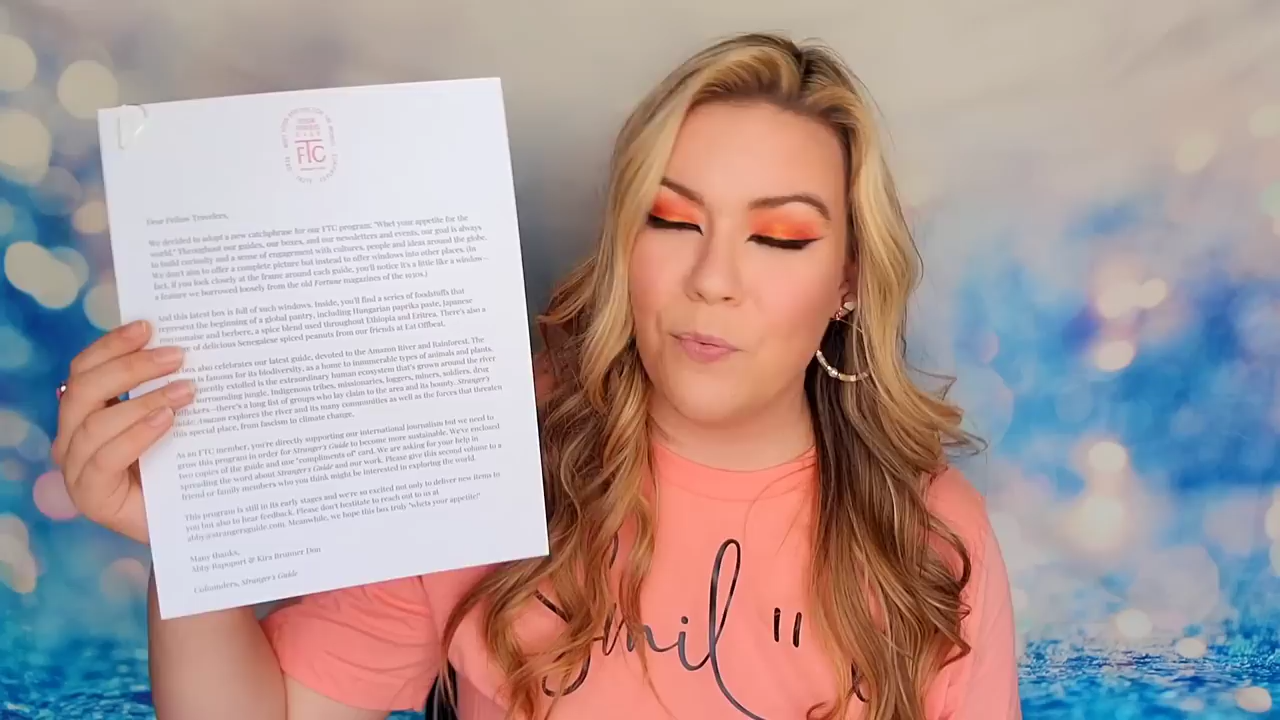 FTC
Dear Fellow Travelers,
We decided to adopt a new catchphrase for our FTC program: "Whet your appetite for the
world." Throughout our guides, our boxes, and our newsletters and events, our goal is always
to build curiosity and a sense of engagement with cultures, people and ideas around the globe.
We don't aim to offer a complete picture but instead to offer windows into other places. (In
fact, if you look closely at the frame around each guide, you'll notice it's a little like a window—
a feature we borrowed loosely from the old Fortune magazines of the 1930s.)
And this latest box is full of such windows. Inside, you'll find a series of foodstuffs that
represent the beginning of a global pantry, including Hungarian paprika paste, Japanese
mayonnaise and berbere, a spice blend used throughout Ethiopia and Eritrea. There's also a
of delicious Senegalese spiced peanuts from our friends at Eat Offbeat.
box also celebrates our latest guide, devoted to the Amazon River and Rainforest. The
is famous for its biodiversity, as a home to innumerable types of animals and plants.
frequently extolled is the extraordinary human ecosystem that's grown around the river
surrounding jungle. Indigenous tribes, missionaries, loggers, miners, soldiers, drug
traffickers—there's a long list of groups who lay claim to the area and its bounty. Stranger's
Guide: Amazon explores the river and its many communities as well as the forces that threaten
this special place, from fascism to climate change.
As an FTC member, you're directly supporting our international journalism but we need to
grow this program in order for Stranger's Guide to become more sustainable. We've enclosed
two copies of the guide and one "compliments of" card. We are asking for your help in
spreading the word about Stranger's Guide and our work. Please give this second volume to a
friend or family members who you think might be interested in exploring the world.
This program is still in its early stages and we're so excited not only to deliver new items to
you but also to hear feedback. Please don't hesitate to reach out to us at
abby@strangersguide.com. Meanwhile, we hope this box truly "whets your appetite!"
Many thanks,
Abby Rapoport & Kira Brunner Don
Cofounders, Stranger's Guide